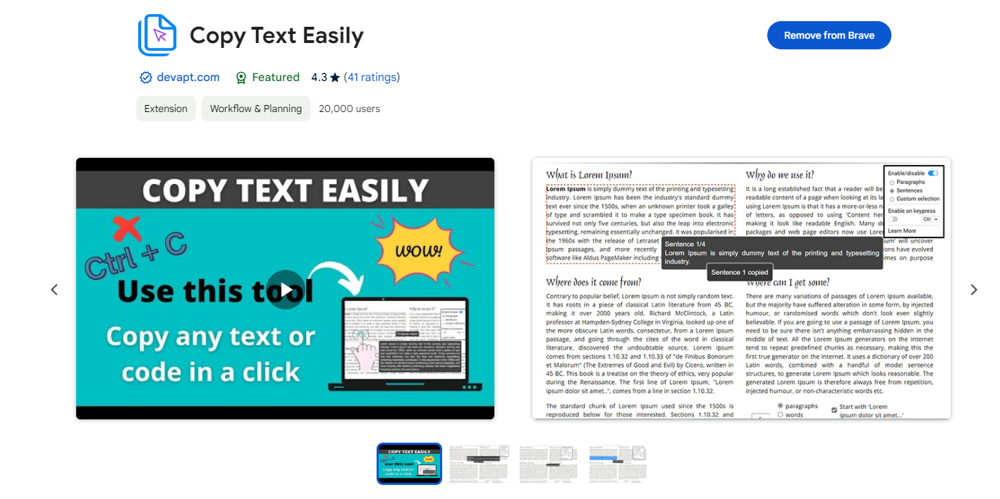 Copy Text Easily
Remove from Brave
devapt.com
Featured
4.3 ★ (41 ratings)
Extension
Workflow & Planning
20,000 users
COPY TEXT EASILY
Ctrl + C
WOW!
Use this tool
Copy any text or
code in a click
What is Lorem Ipsum?
Lorem Ipsum is simply dummy text of the printing and typesetting
industry. Lorem Ipsum has been the industry's standard dummy
text ever since the 1500s, when an unknown printer took a galley
of type and scrambled it to make a type specimen book. It has
survived not only five centuries, but also the leap into electronic
typesetting, remaining essentially unchanged. It was popularised in
the 1960s with the release of Letraset
Ipsum passages, and more recently
software like Aldus PageMaker including
Why do we use it?
It is a long established fact that a reader will be
readable content of a page when looking at its la
using Lorem Ipsum is that it has a more-or-less n
of letters, as opposed to using 'Content her
making it look like readable English. Many de
packages and web page editors now use Lore
sum' will uncover
ions have evolved
imes on purpose
Enable/disable
Paragraphs
Sentences
Custom selection
Enable on keypress
Ctrl
Learn More
Sentence 1/4
Lorem Ipsum is simply dummy text of the printing and typesetting
industry.
Sentence 1 copied
Where does it come from?
Contrary to popular belief, Lorem Ipsum is not simply random text.
It has roots in a piece of classical Latin literature from 45 BC,
making it over 2000 years old. Richard McClintock, a Latin
professor at Hampden-Sydney College in Virginia, looked up one of
the more obscure Latin words, consectetur, from a Lorem Ipsum
passage, and going through the cites of the word in classical
literature, discovered the undoubtable source. Lorem Ipsum
comes from sections 1.10.32 and 1.10.33 of "de Finibus Bonorum
et Malorum" (The Extremes of Good and Evil) by Cicero, written in
45 BC. This book is a treatise on the theory of ethics, very popular
during the Renaissance. The first line of Lorem Ipsum, "Lorem
ipsum dolor sit amet..", comes from a line in section 1.10.32.
The standard chunk of Lorem Ipsum used since the 1500s is
reproduced below for those interested. Sections 1.10.32 and
Where can I get some?
There are many variations of passages of Lorem Ipsum available,
but the majority have suffered alteration in some form, by injected
humour, or randomised words which don't look even slightly
believable. If you are going to use a passage of Lorem Ipsum, you
need to be sure there isn't anything embarrassing hidden in the
middle of text. All the Lorem Ipsum generators on the Internet
tend to repeat predefined chunks as necessary, making this the
first true generator on the Internet. It uses a dictionary of over 200
Latin words, combined with a handful of model sentence
structures, to generate Lorem Ipsum which looks reasonable. The
generated Lorem Ipsum is therefore always free from repetition,
injected humour, or non-characteristic words etc.
paragraphs
words
Start with 'Lorem
ipsum dolor sit amet...'
COPY TEXT EASILY
Ctrl + C
Use this tool
Copy any text or
code in a click